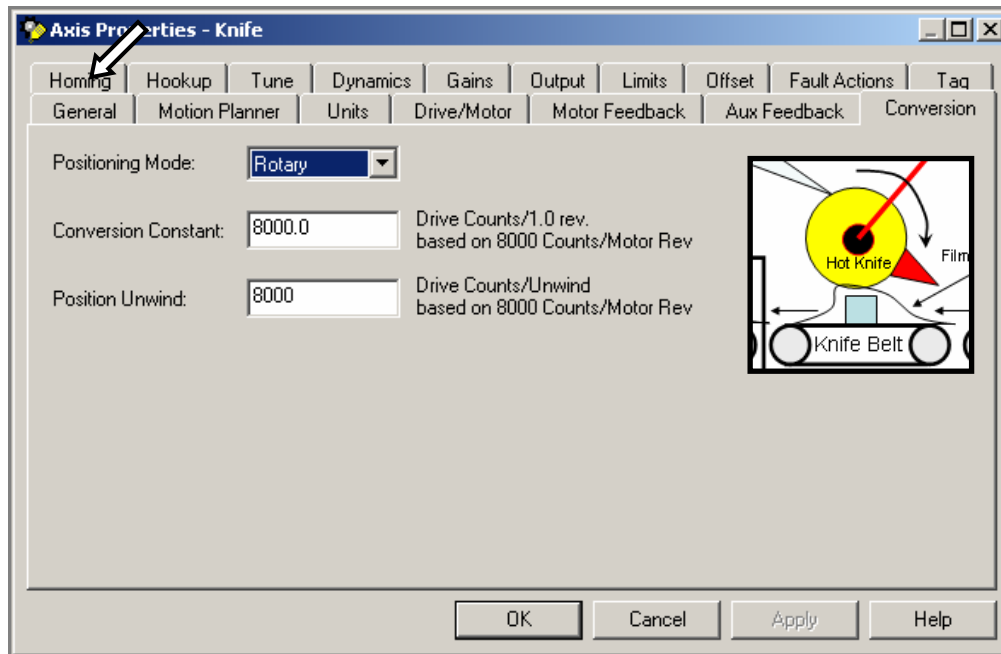 Axis Properties - Knife
Homing Hookup Tune Dynamics Gains Output Limits Offset Fault Actions Tag
General Motion Planner Units Drive/Motor Motor Feedback Aux Feedback Conversion
Positioning Mode: Rotary
Conversion Constant: 8000.0 Drive Counts/1.0 rev.
based on 8000 Counts/Motor Rev
Position Unwind: 8000 Drive Counts/Unwind
based on 8000 Counts/Motor Rev
Hot Knife
Film
Knife Belt
OK Cancel Apply Help